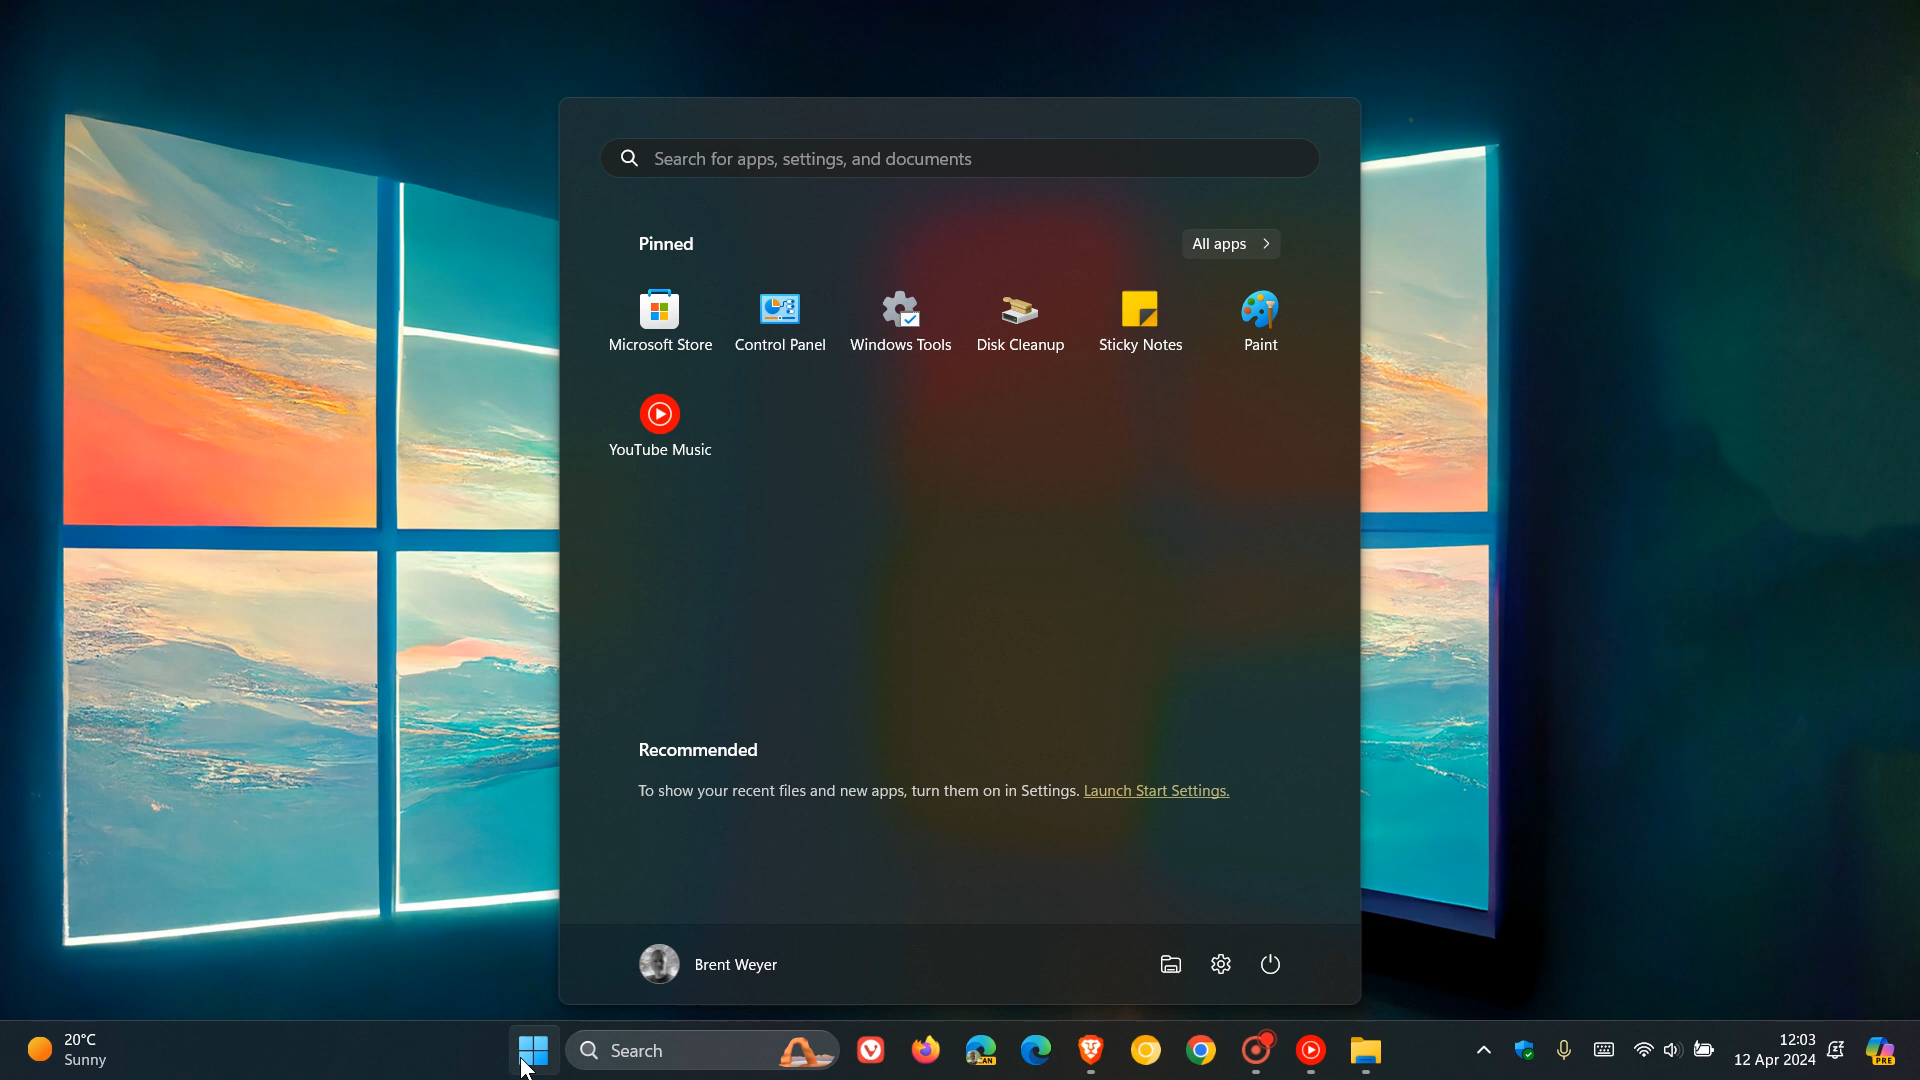 Search for apps, settings, and documents
Pinned
All apps
Microsoft Store
Control Panel
Windows Tools
Disk Cleanup
Sticky Notes
Paint
YouTube Music
Recommended
To show your recent files and new apps, turn them on in Settings. Launch Start Settings.
Brent Weyer
20°C
Sunny
Search
CAN
12:03
12 Apr 2024
PRE